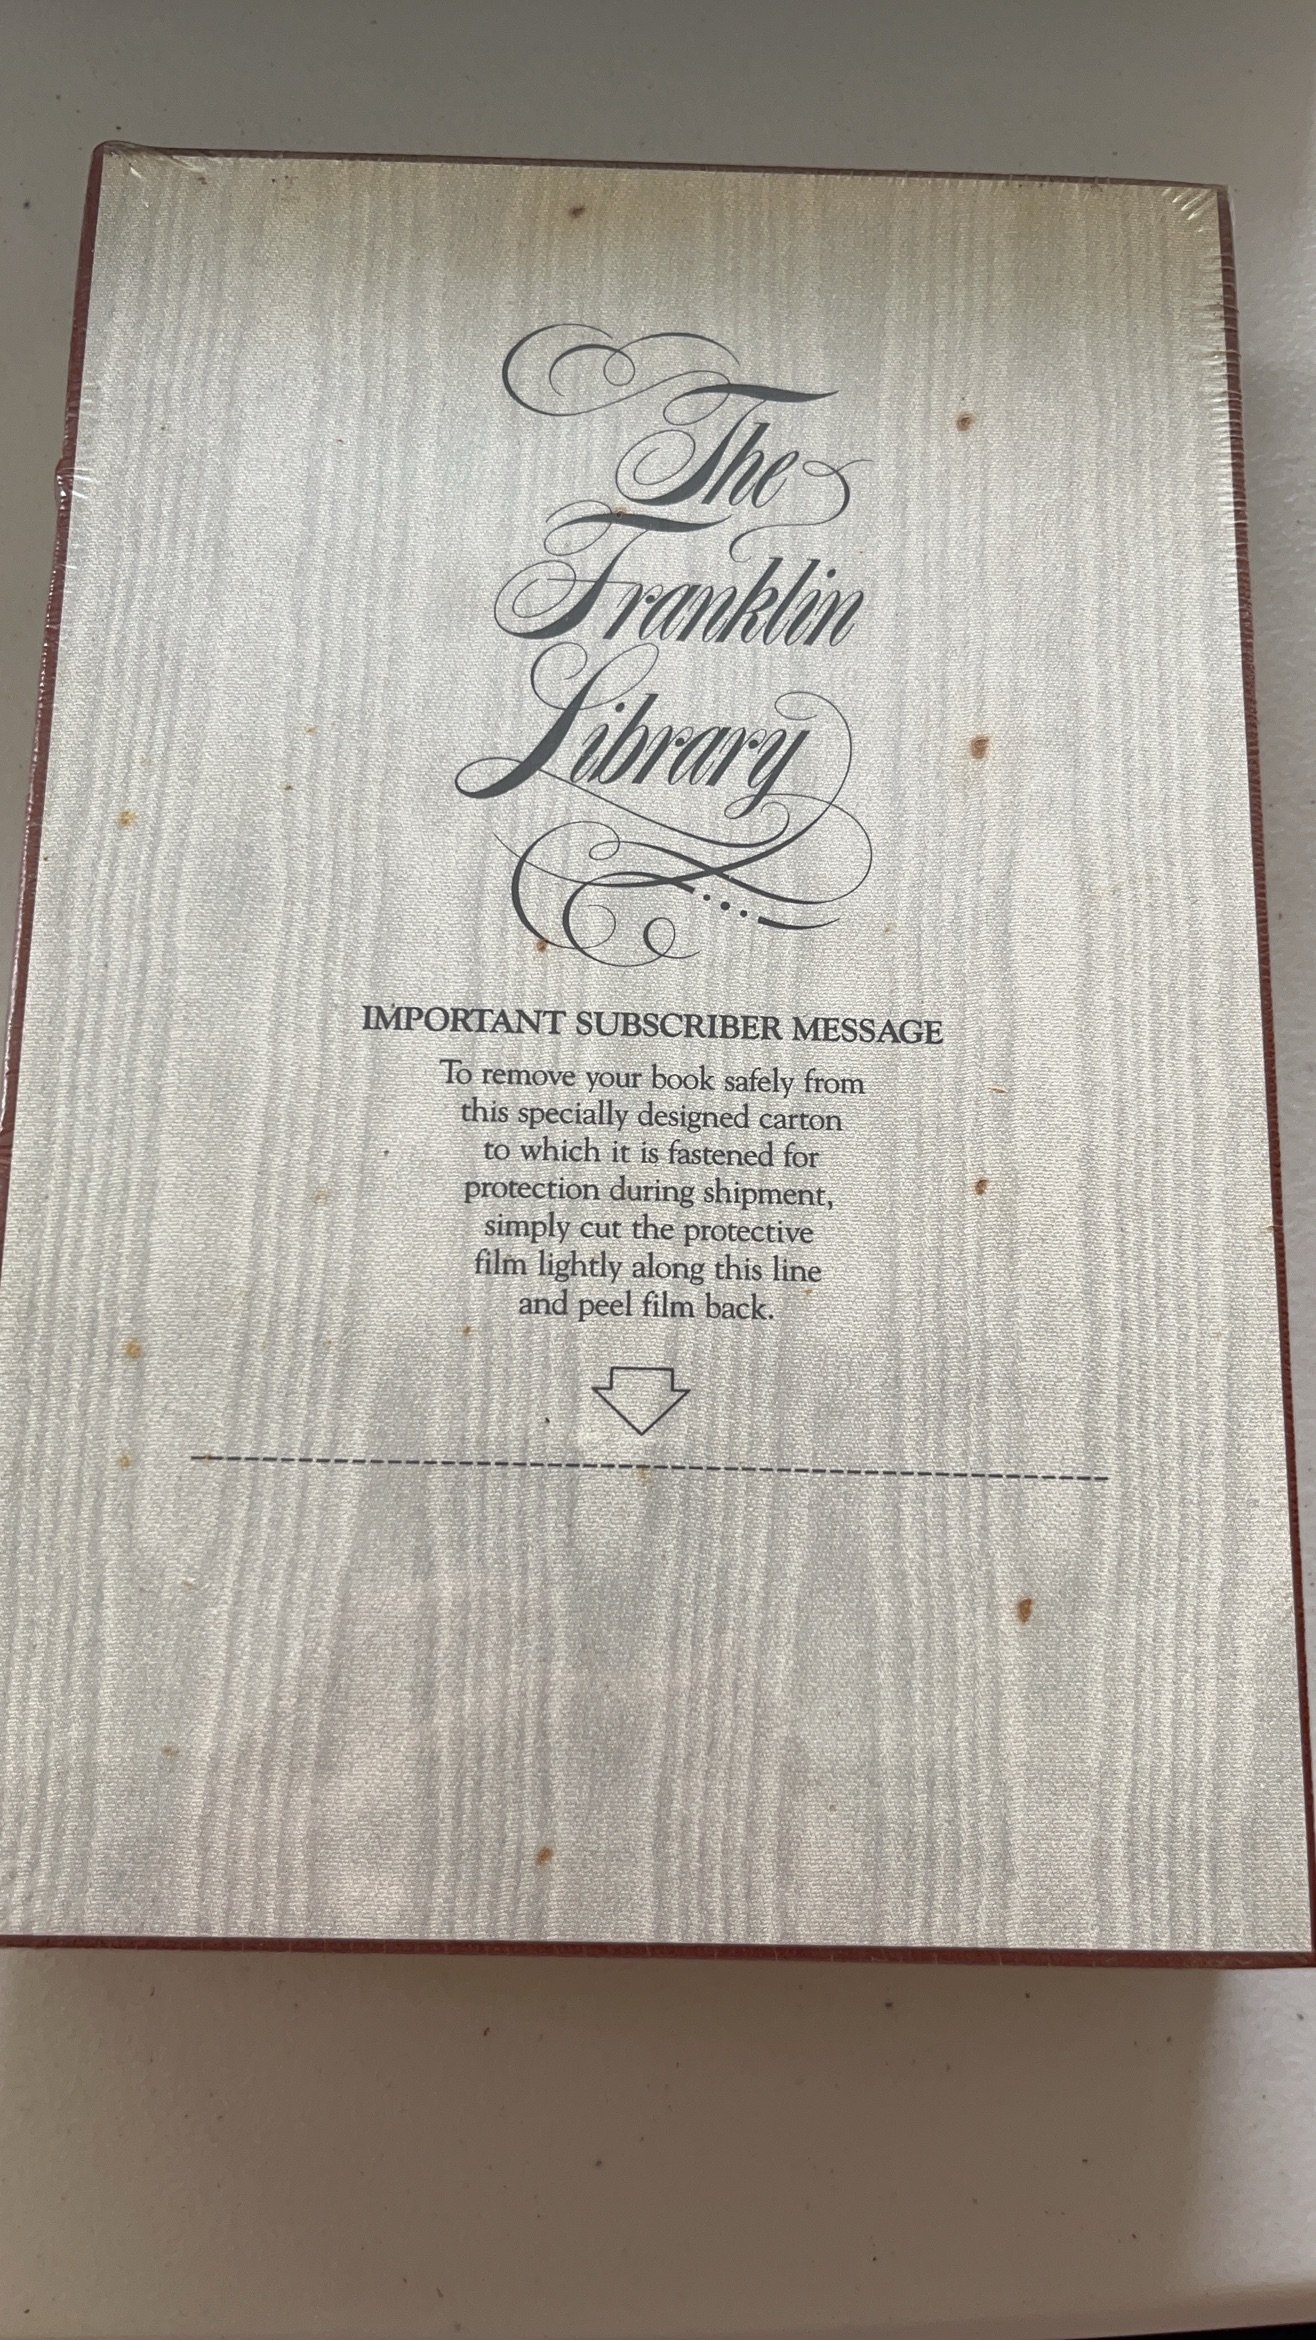 The
Franklin
Library
IMPORTANT SUBSCRIBER MESSAGE
To remove your book safely from
this specially designed carton
to which it is fastened for
protection during shipment,
simply cut the protective
film lightly along this line
and peel film back.